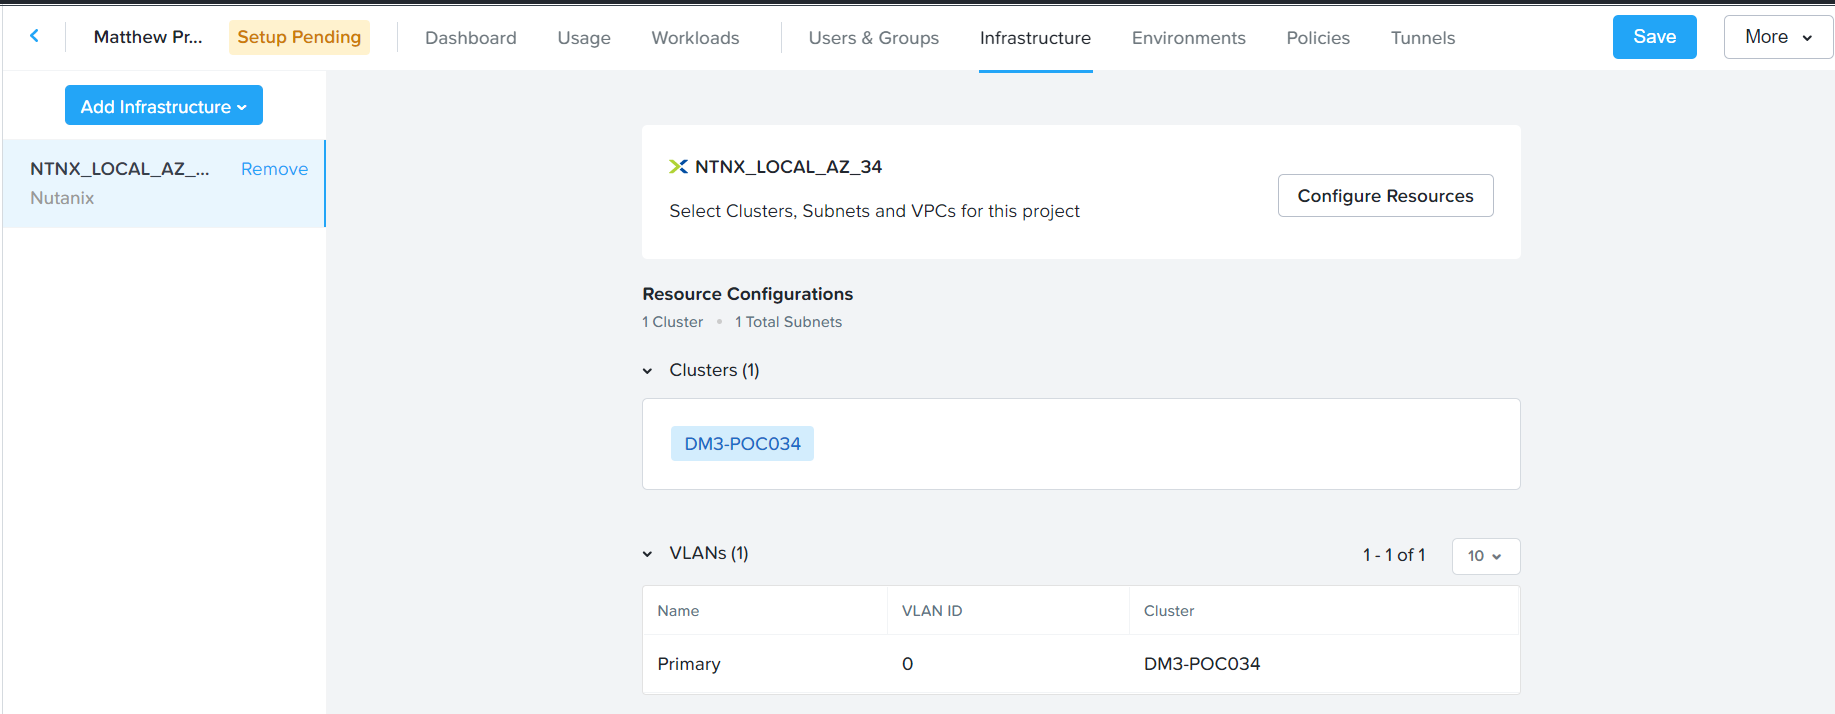 Matthew Pr... Setup Pending Dashboard Usage Workloads Users & Groups Infrastructure Environments Policies Tunnels Save More
Add Infrastructure
NTNX_LOCAL_AZ_... Remove
Nutanix
NTNX_LOCAL_AZ_34
Select Clusters, Subnets and VPCs for this project
Configure Resources
Resource Configurations
1 Cluster • 1 Total Subnets
Clusters (1)
DM3-POC034
VLANs (1) 1 - 1 of 1 10
Name VLAN ID Cluster
Primary 0 DM3-POC034